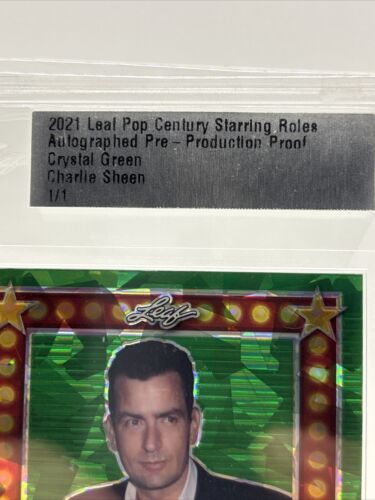 2021 Leaf Pop Century Starring Roles
Autographed Pre - Production Proof
Crystal Green
Charlie Sheen
1/1
Leaf